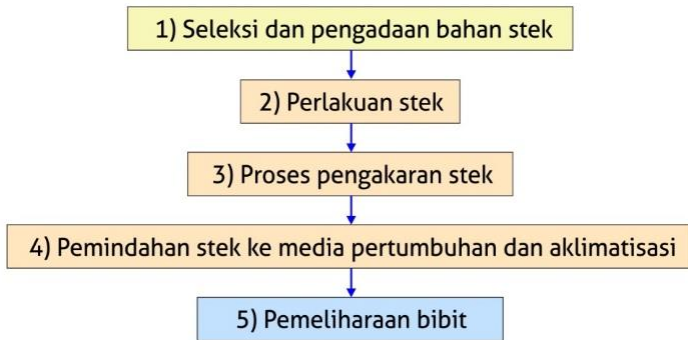 1) Seleksi dan pengadaan bahan stek
2) Perlakuan stek
3) Proses pengakaran stek
4) Pemindahan stek ke media pertumbuhan dan aklimatisasi
5) Pemeliharaan bibit